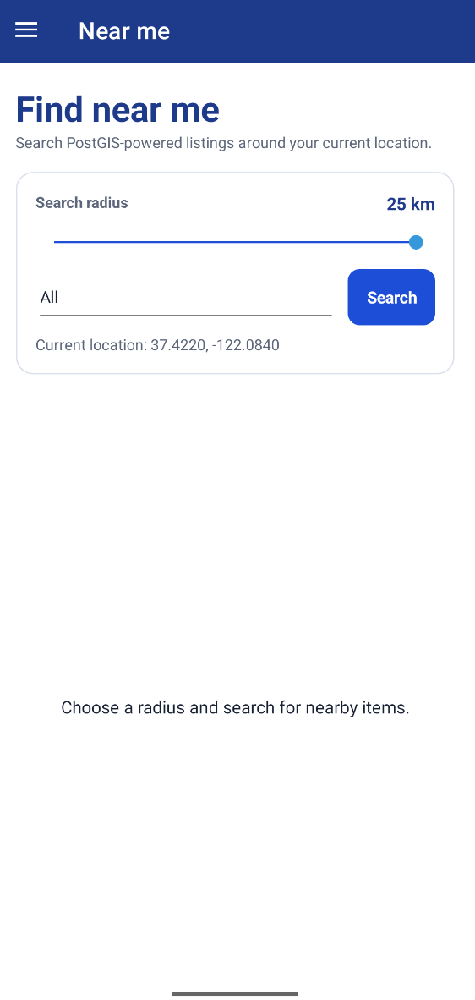 Near me
Find near me
Search PostGIS-powered listings around your current location.
Search radius
25 km
All
Search
Current location: 37.4220, -122.0840
Choose a radius and search for nearby items.